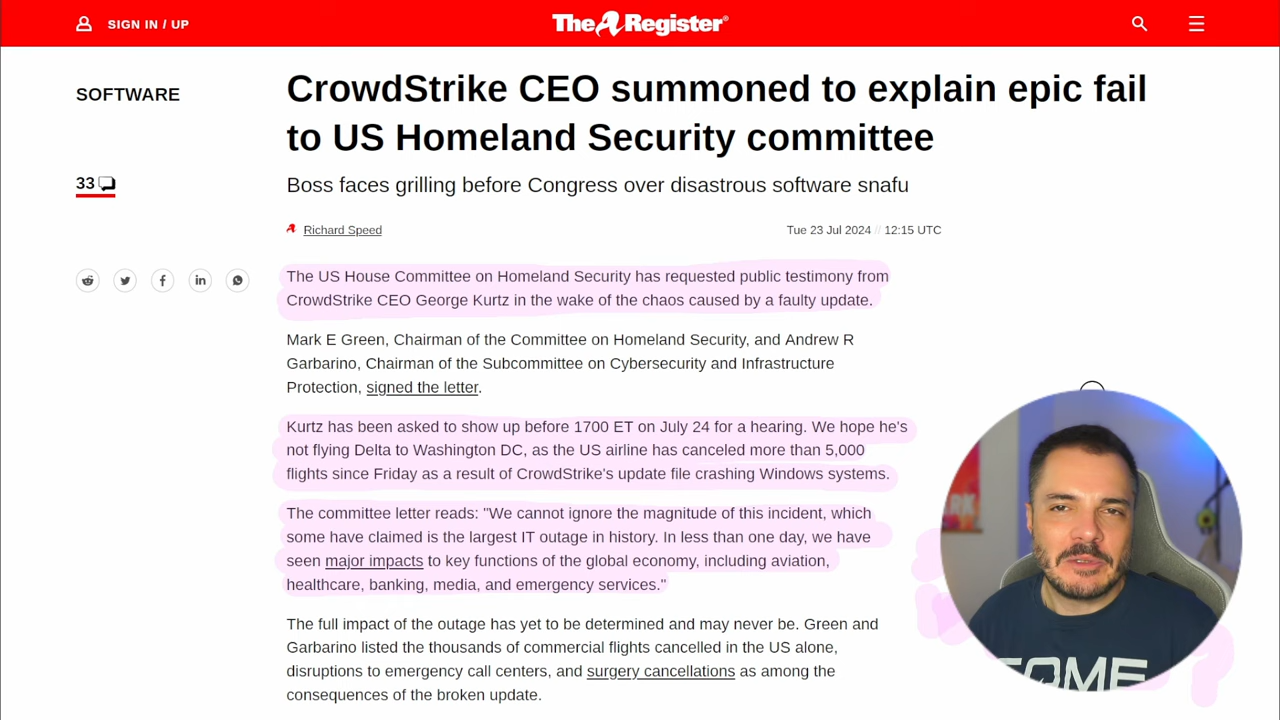 SIGN IN / UP
The Register®
SOFTWARE
CrowdStrike CEO summoned to explain epic fail
to US Homeland Security committee
33
Boss faces grilling before Congress over disastrous software snafu
Richard Speed
Tue 23 Jul 2024 // 12:15 UTC
The US House Committee on Homeland Security has requested public testimony from
CrowdStrike CEO George Kurtz in the wake of the chaos caused by a faulty update.
Mark E Green, Chairman of the Committee on Homeland Security, and Andrew R
Garbarino, Chairman of the Subcommittee on Cybersecurity and Infrastructure
Protection, signed the letter.
Kurtz has been asked to show up before 1700 ET on July 24 for a hearing. We hope he's
not flying Delta to Washington DC, as the US airline has canceled more than 5,000
flights since Friday as a result of CrowdStrike's update file crashing Windows systems.
The committee letter reads: "We cannot ignore the magnitude of this incident, which
some have claimed is the largest IT outage in history. In less than one day, we have
seen major impacts to key functions of the global economy, including aviation,
healthcare, banking, media, and emergency services."
The full impact of the outage has yet to be determined and may never be. Green and
Garbarino listed the thousands of commercial flights cancelled in the US alone,
disruptions to emergency call centers, and surgery cancellations as among the
consequences of the broken update.